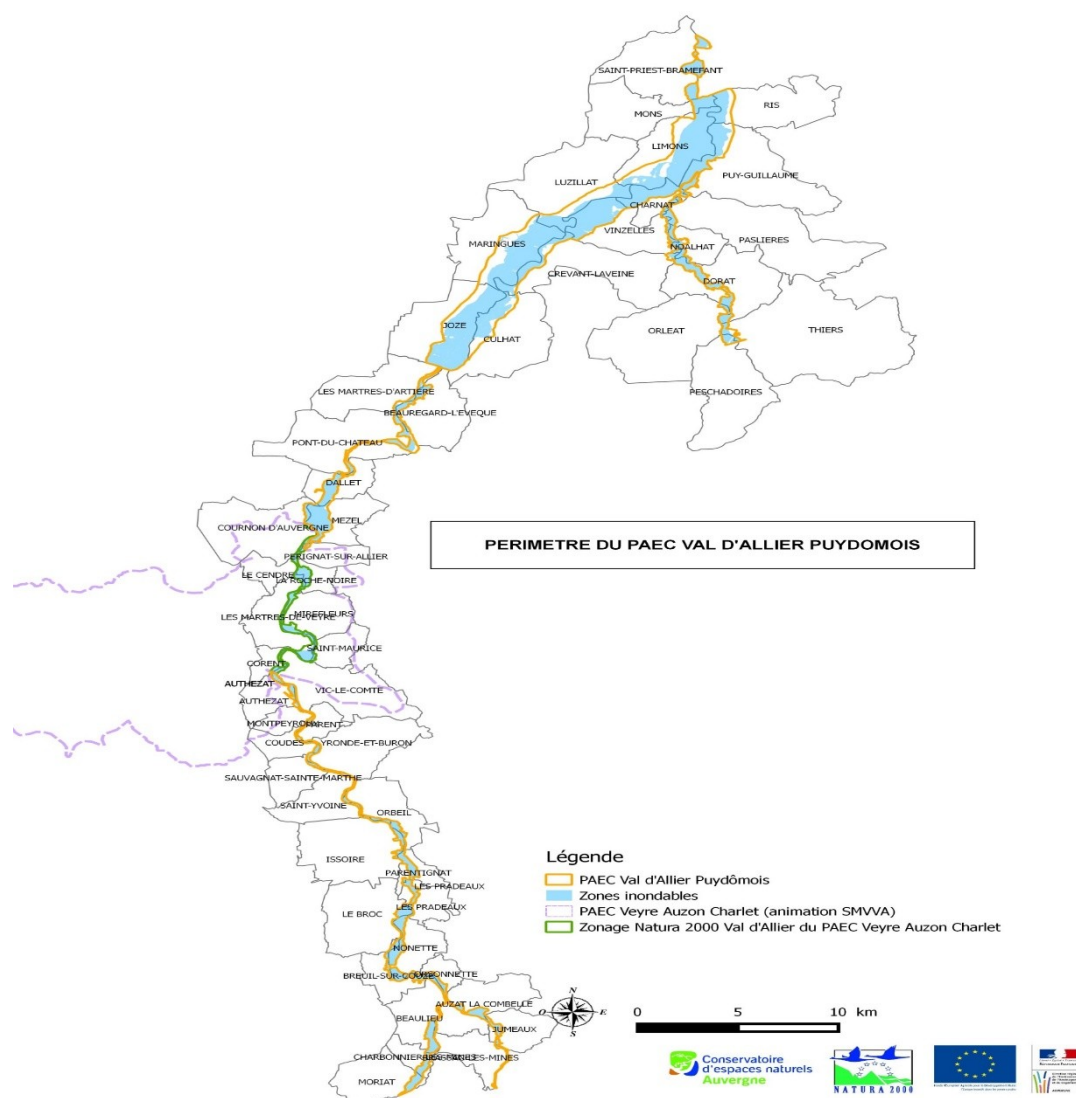 SAINT-PRIEST-BRAMEFANT
RIS
MONS
LIMONS
PUY-GUILLAUME
LUZILLAT
CHARNAT
VINZELLES
PASLIERES
MARINGUES
NOALHAT
CREVANT-LAVEINE
DORAT
JOZE
ORLEAT
THIERS
CULHAT
PESCHADOIRES
LES MARTRES-D'ARTIERE
BEAUREGARD-L'EVEQUE
PONT-DU-CHATEAU
DALLET
MEZEL
COURNON D'AUVERGNE
PERIMETRE DU PAEC VAL D'ALLIER PUYDOMOIS
PERIGNAT-SUR-ALLIER
LE CENDRE
LA ROCHE-NOIRE
MIREFLEURS
LES MARTRES-DE-VEYRE
SAINT-MAURICE
CORENT
AUTHEZAT
VIC-LE-COMTE
AUTHEZAT
MONTPEYROUX
PARENT
COUDES
YRONDE-ET-BURON
SAUVAGNAT-SAINTE-MARTHE
SAINT-YVOINE
ORBEIL
ISSOIRE
Légende
PARENTIGNAT
PAEC Val d'Allier Puydômois
LES PRADEAUX
Zones inondables
LE BROC
LES PRADEAUX
PAEC Veyre Auzon Charlet (animation SMVVA)
Zonage Natura 2000 Val d'Allier du PAEC Veyre Auzon Charlet
NONETTE
BREUIL-SUR-COUZE
ORSONNETTE
AUZAT LA COMBELLE
N
O
E
S
0 5 10 km
BEAULIEU
JUMEAUX
MORIAT
Conservatoire
d'espaces naturels
Auvergne
NATURA 2000